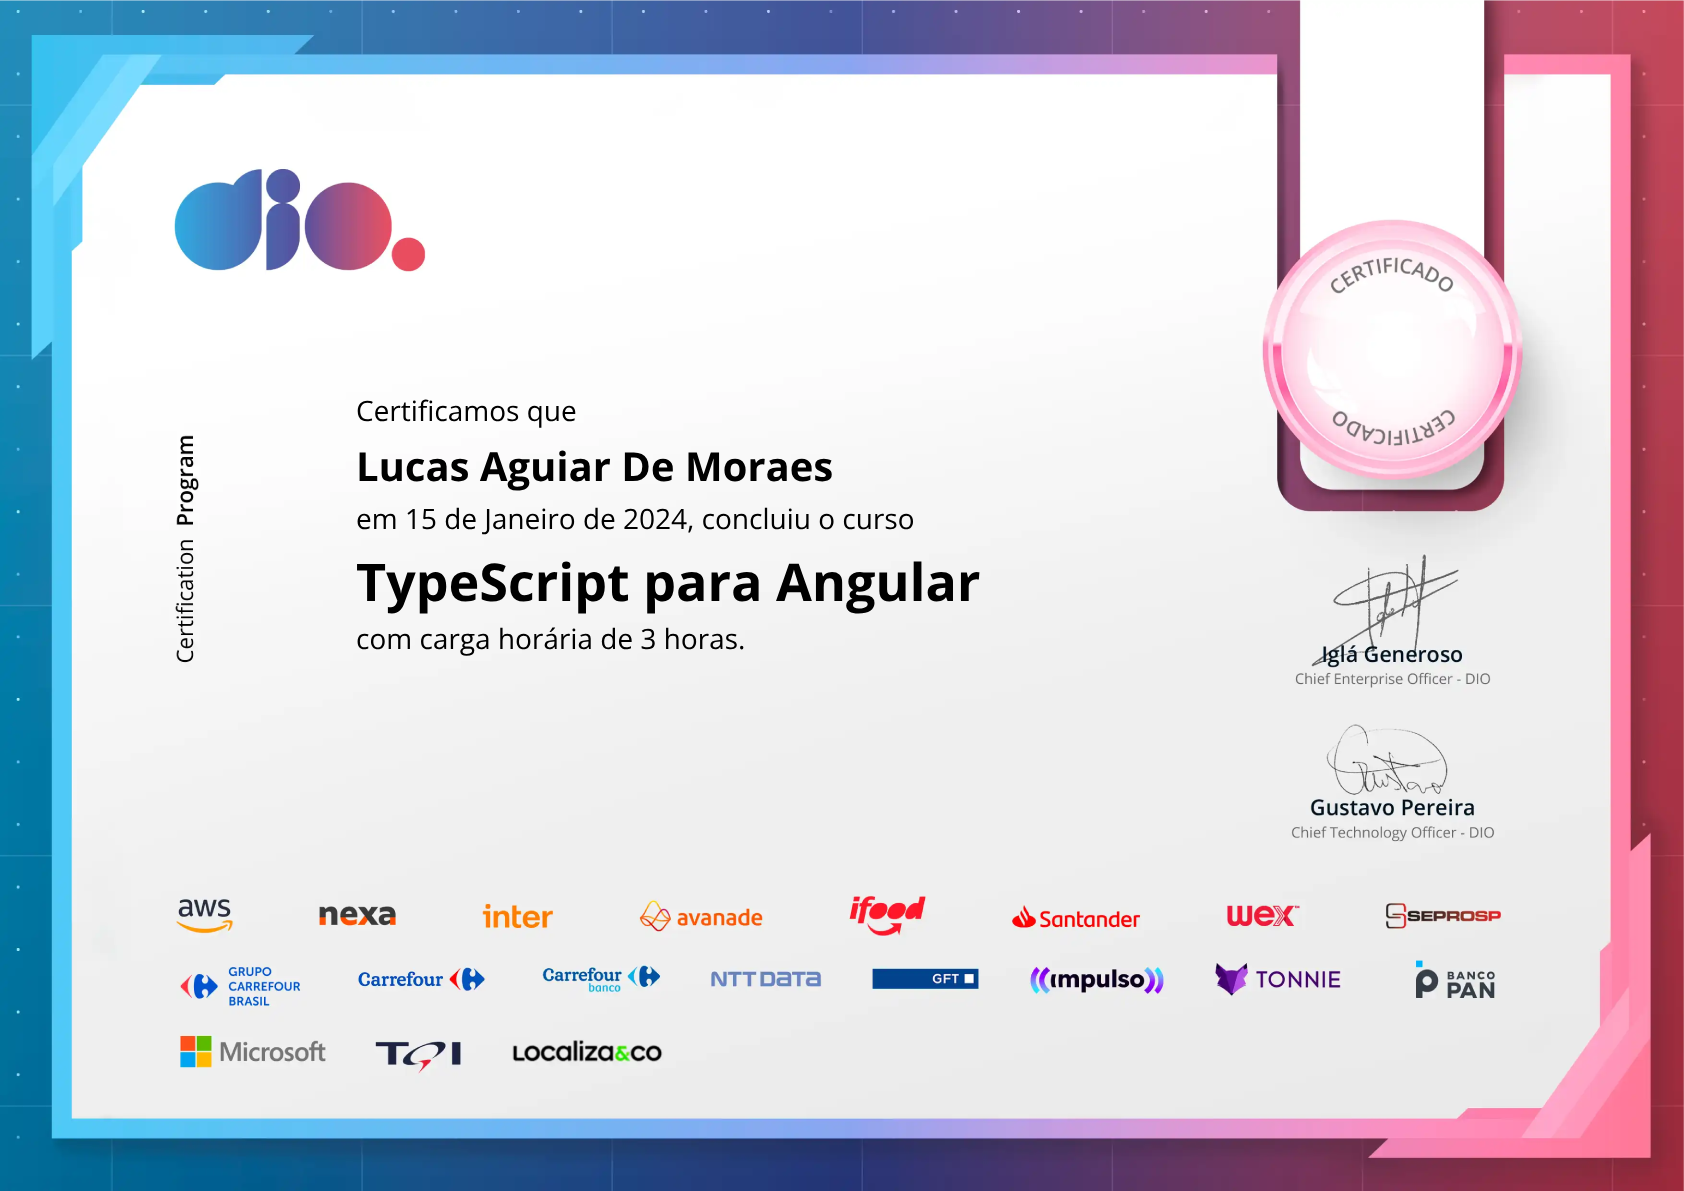 dio.
CERTIFICADO
CERTIFICADO
Certification Program
Certificamos que
Lucas Aguiar De Moraes
em 15 de Janeiro de 2024, concluiu o curso
TypeScript para Angular
com carga horária de 3 horas.
Iglá Generoso
Chief Enterprise Officer - DIO
Gustavo
Gustavo Pereira
Chief Technology Officer - DIO
aws nexa inter avanade ifood Santander wex™ SEPROSP
GRUPO
CARREFOUR
BRASIL
Carrefour
Carrefour
banco
NTT DATA
GFT
impulso
TONNIE
BANCO
PAN
Microsoft TQI Localiza&co